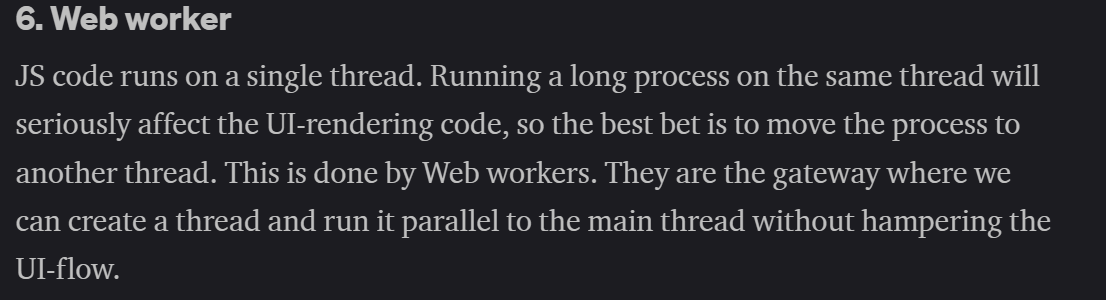 6. Web worker
JS code runs on a single thread. Running a long process on the same thread will
seriously affect the UI-rendering code, so the best bet is to move the process to
another thread. This is done by Web workers. They are the gateway where we
can create a thread and run it parallel to the main thread without hampering the
UI-flow.